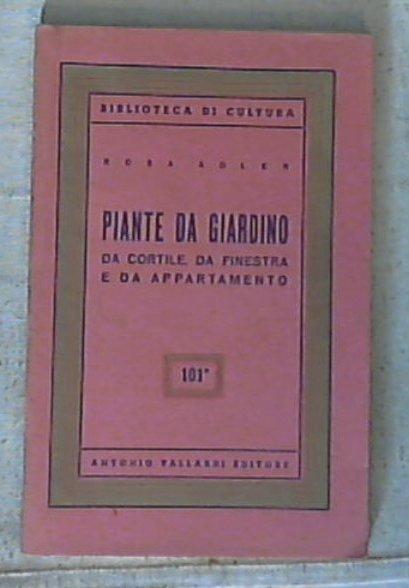 BIBLIOTECA DI CULTURA
ROSA ADLER
PIANTE DA GIARDINO
DA CORTILE, DA FINESTRA
E DA APPARTAMENTO
101°
ANTONIO VALLARDI EDITORE